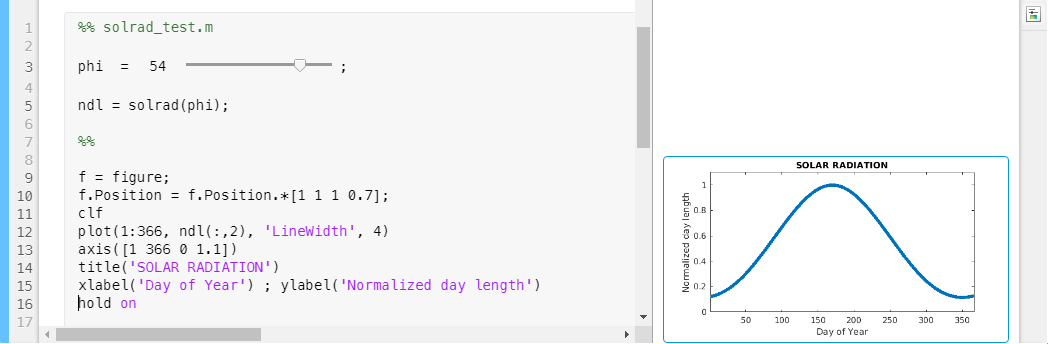 1 %% solrad_test.m
2
3 phi = 54 ;
4
5 ndl = solrad(phi);
6
7 %%
8
9 f = figure;
10 f.Position = f.Position.*[1 1 1 0.7];
11 clf
12 plot(1:366, ndl(:,2), 'LineWidth', 4)
13 axis([1 366 0 1.1])
14 title('SOLAR RADIATION')
15 xlabel('Day of Year') ; ylabel('Normalized day length')
16 hold on
17
SOLAR RADIATION
Normalized day length
1
0.8
0.6
0.4
0.2
0
50 100 150 200 250 300 350
Day of Year